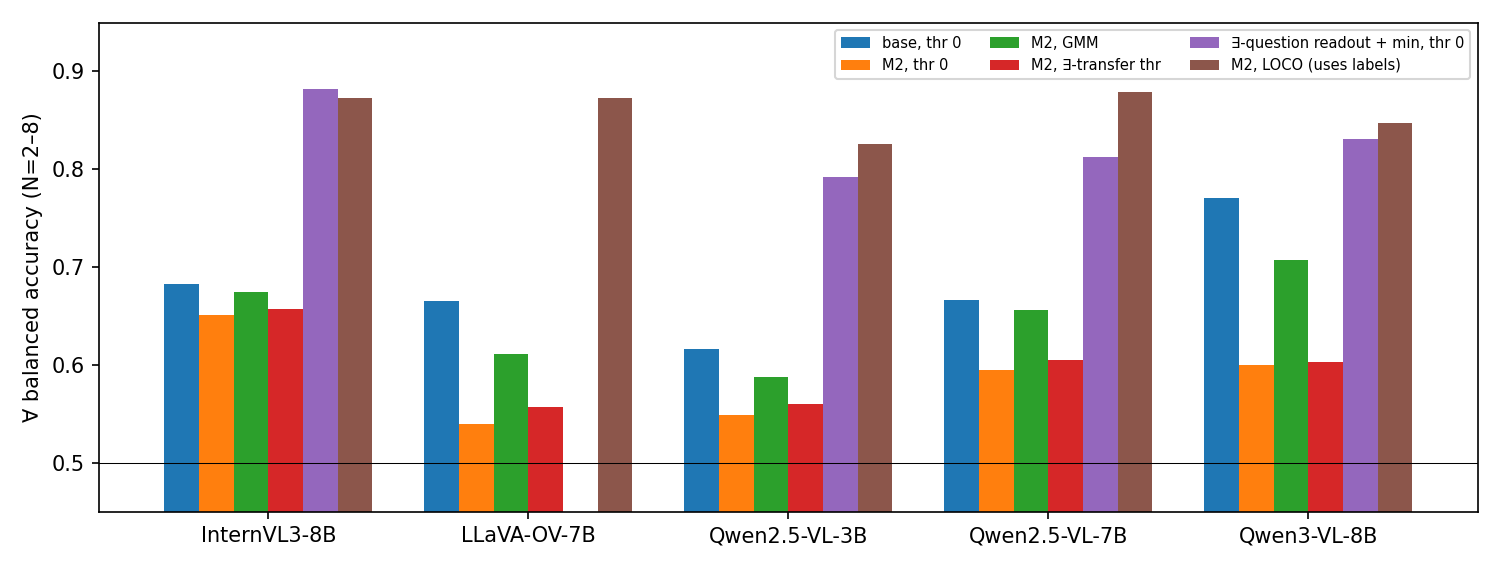 ∀ balanced accuracy (N=2–8)
0.9
0.8
0.7
0.6
0.5
base, thr 0
M2, thr 0
M2, GMM
M2, ∃-transfer thr
∃-question readout + min, thr 0
M2, LOCO (uses labels)
InternVL3-8B
LLaVA-OV-7B
Qwen2.5-VL-3B
Qwen2.5-VL-7B
Qwen3-VL-8B